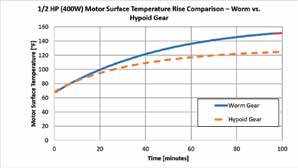 1/2 HP (400W) Motor Surface Temperature Rise Comparison – Worm vs.
Hypoid Gear
Motor Surface Temperature [°F]
160
140
120
100
80
60
40
20
0
Worm Gear
Hypoid Gear
0
20
40
60
80
100
Time [minutes]